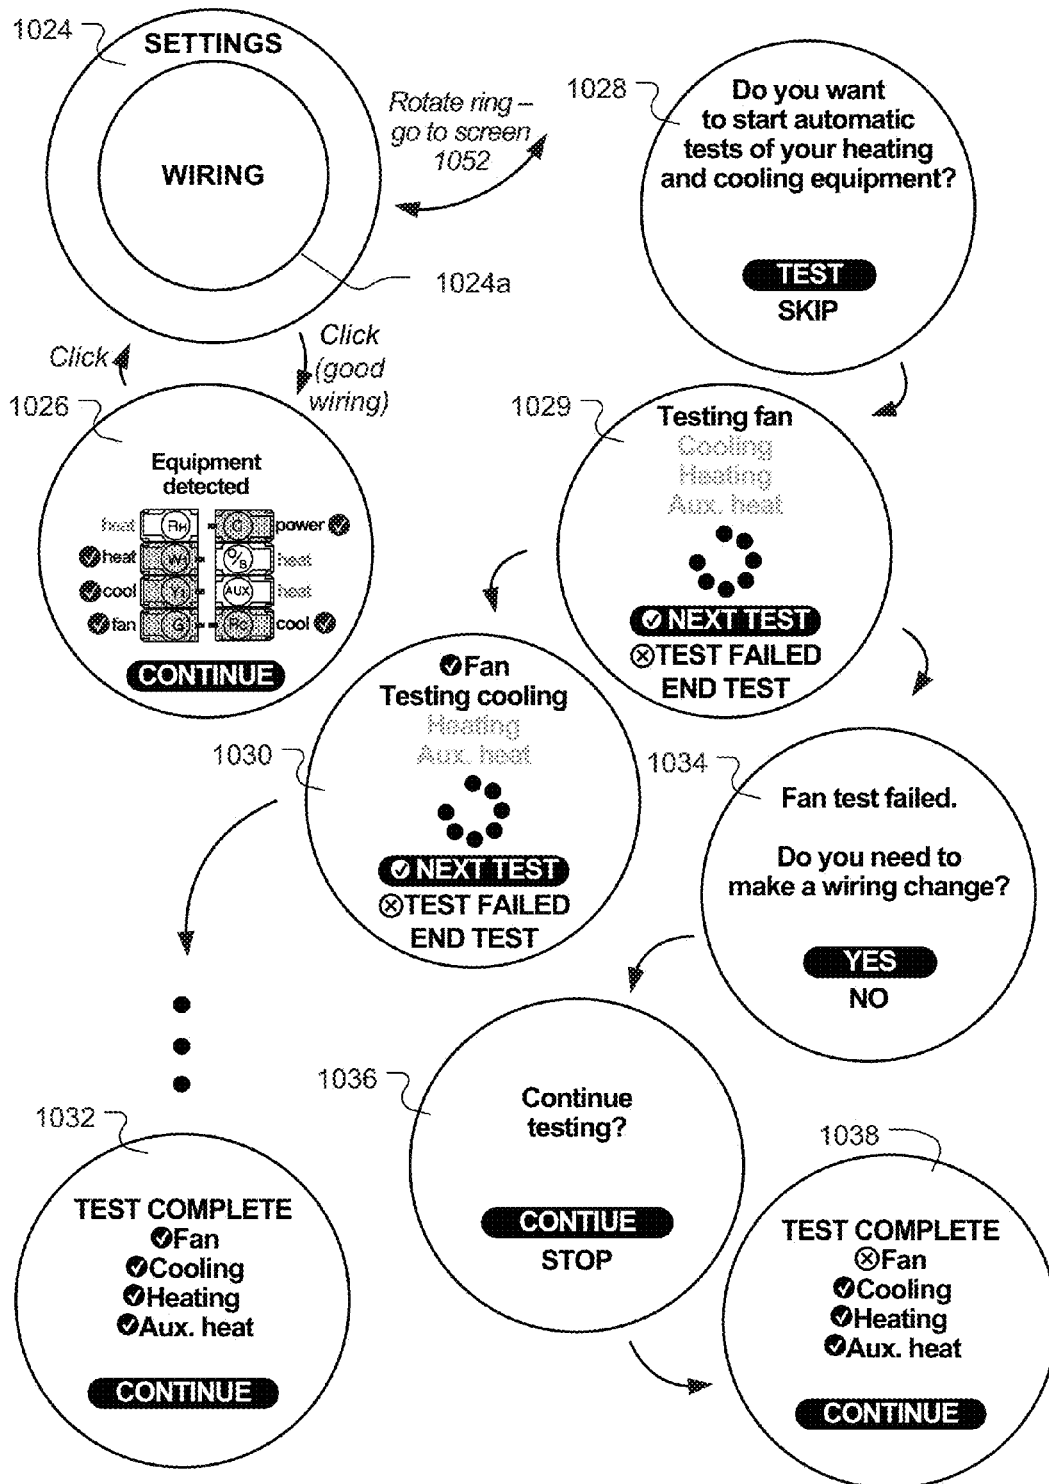 1024
SETTINGS
WIRING
1024a
Rotate ring –
go to screen
1052
Click
Click
(good
wiring)
1026
Equipment
detected
heat RH C power
heat W1 O/B heat
cool Y1 AUX heat
fan G Rc cool
CONTINUE
1028
Do you want
to start automatic
tests of your heating
and cooling equipment?
TEST
SKIP
1029
Testing fan
Cooling
Heating
Aux. heat
NEXT TEST
TEST FAILED
END TEST
1030
Fan
Testing cooling
Heating
Aux. heat
NEXT TEST
TEST FAILED
END TEST
1034
Fan test failed.
Do you need to
make a wiring change?
YES
NO
1036
Continue
testing?
CONTIUE
STOP
1032
TEST COMPLETE
Fan
Cooling
Heating
Aux. heat
CONTINUE
1038
TEST COMPLETE
Fan
Cooling
Heating
Aux. heat
CONTINUE